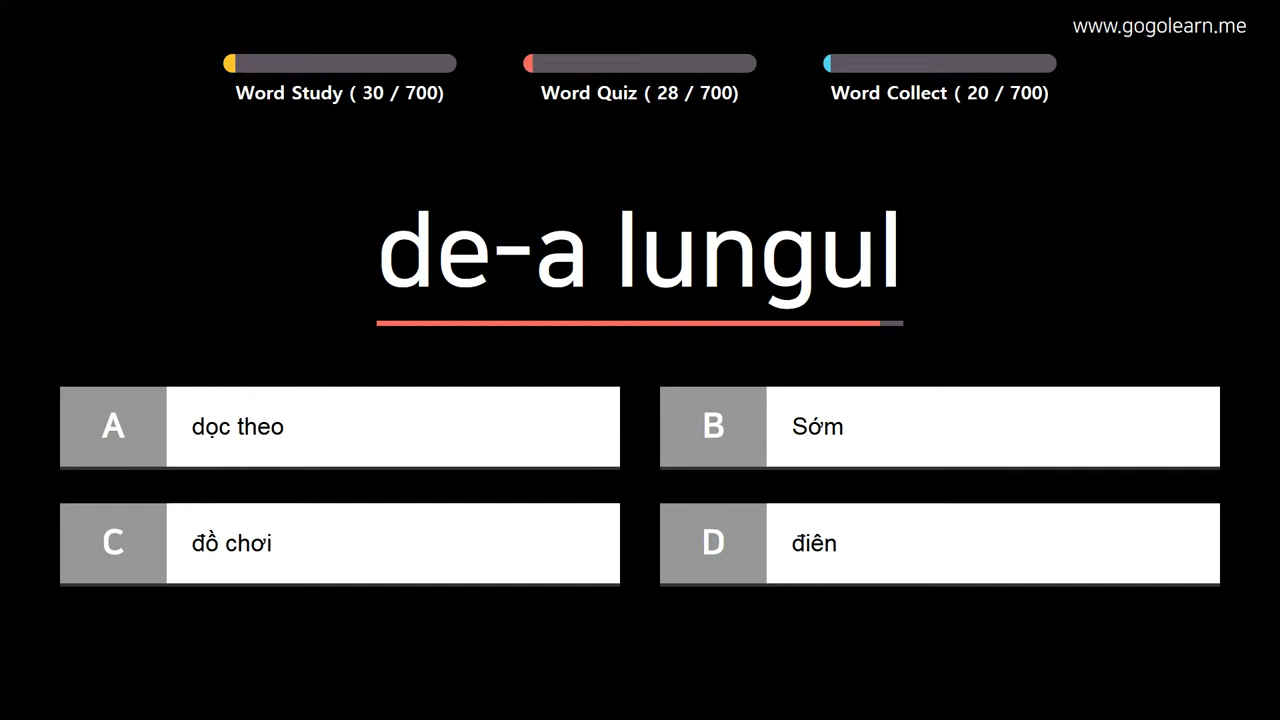 www.gogolearn.me
Word Study ( 30 / 700)
Word Quiz ( 28 / 700)
Word Collect ( 20 / 700)
de-a lungul
A dọc theo
B Sớm
C đồ chơi
D điên